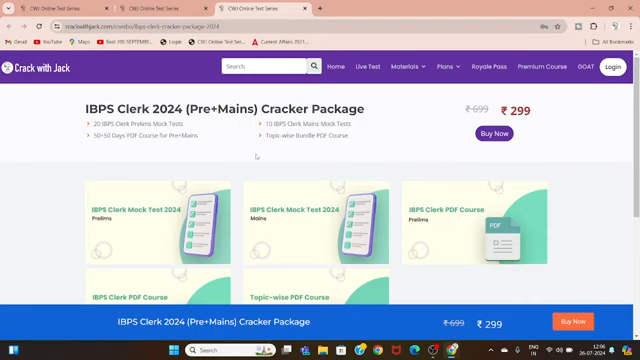 CWJ Online Test Series
CWJ Online Test Series
CWJ Online Test Series
crackwithjack.com/combo/ibps-clerk-cracker-package-2024
Gmail
YouTube
Maps
Best 200 SEPTEMBE...
Login
CWJ Online Test Series
Current Affairs 2021...
All Bookmarks
Crack with Jack
Search
Home
Live Test
Materials
Plans
Royale Pass
Premium Course
GOAT
Login
IBPS Clerk 2024 (Pre+Mains) Cracker Package
₹ 699
₹ 299
20 IBPS Clerk Prelims Mock Tests
10 IBPS Clerk Mains Mock Tests
50+50 Days PDF Course for Pre+Mains
Topic-wise Bundle PDF Course
Buy Now
IBPS Clerk Mock Test 2024
Prelims
IBPS Clerk Mock Test 2024
Mains
IBPS Clerk PDF Course
Prelims
PDF
IBPS Clerk PDF Course
Topic-wise PDF Course
IBPS Clerk 2024 (Pre+Mains) Cracker Package
₹ 699
₹ 299
Buy Now
Search
ENG
IN
12:06
26-07-2024